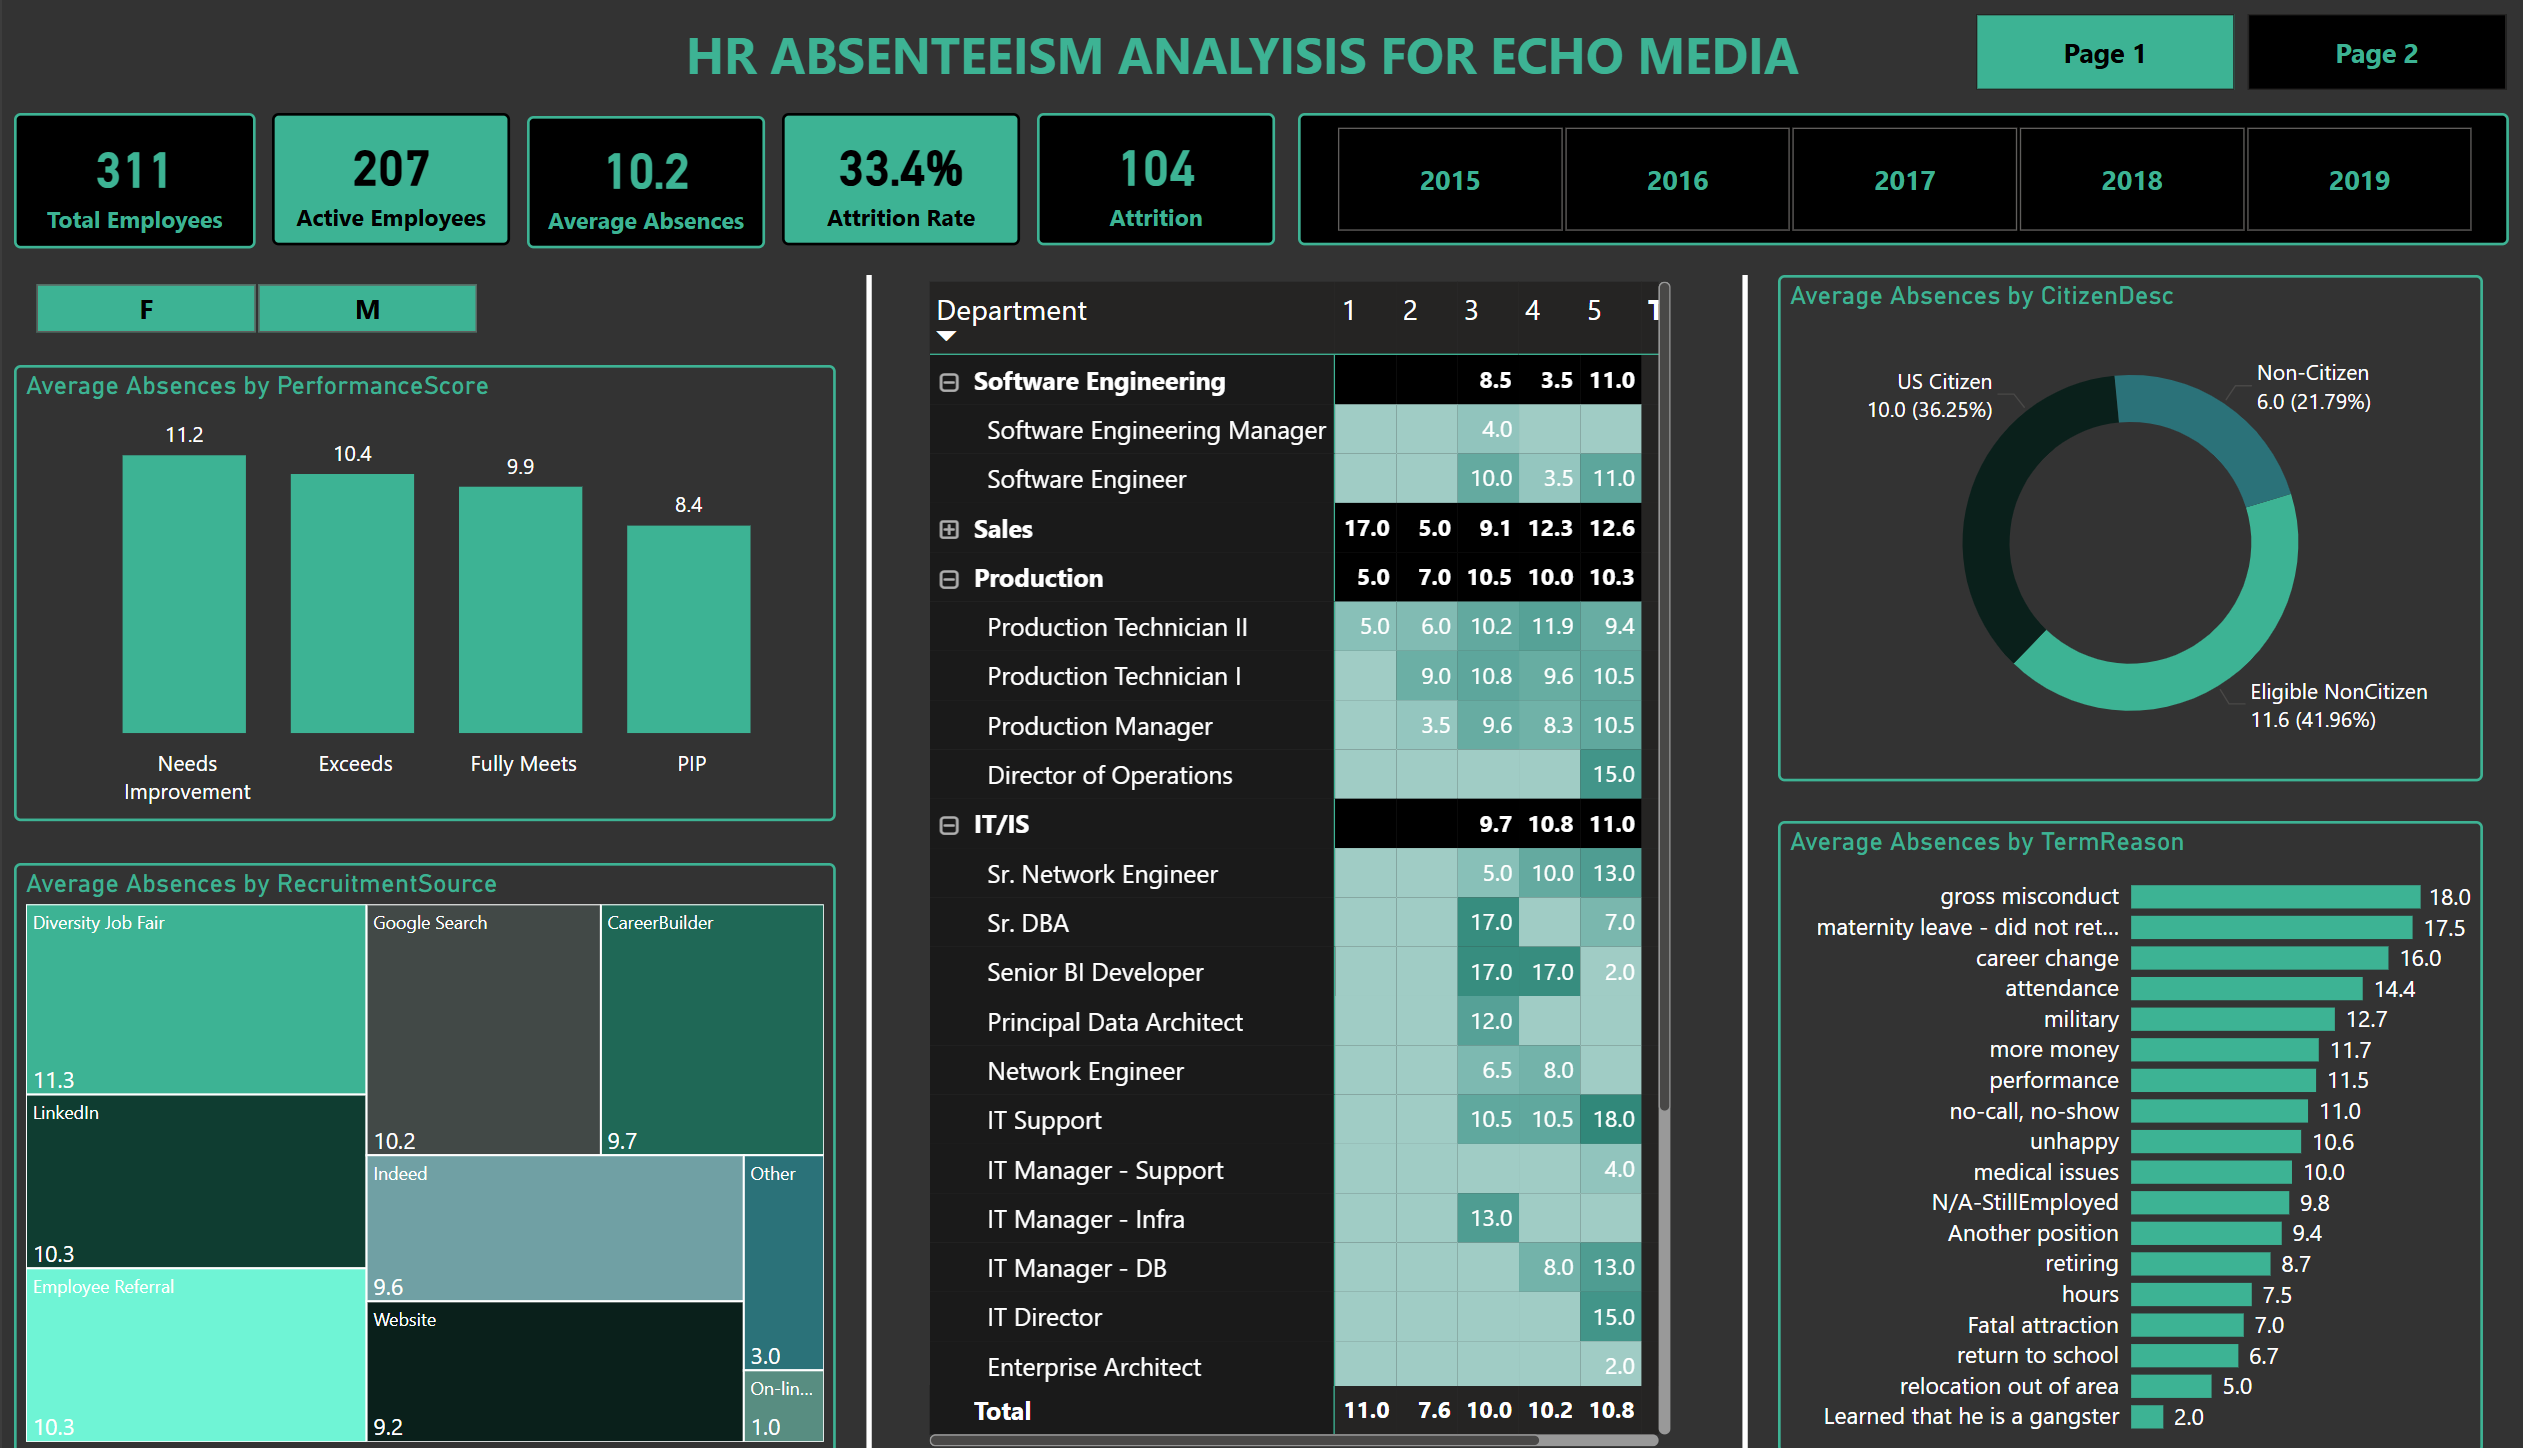 HR ABSENTEEISM ANALYISIS FOR ECHO MEDIA
Page 1
Page 2
311
Total Employees
207
Active Employees
10.2
Average Absences
33.4%
Attrition Rate
104
Attrition
2015
2016
2017
2018
2019
F
M
Average Absences by PerformanceScore
11.2
10.4
9.9
8.4
Needs
Improvement
Exceeds
Fully Meets
PIP
Average Absences by RecruitmentSource
Diversity Job Fair
11.3
LinkedIn
10.3
Employee Referral
10.3
Google Search
10.2
CareerBuilder
9.7
Indeed
9.6
Website
9.2
Other
3.0
On-lin...
1.0
Department 1 2 3 4 5
Software Engineering 8.5 3.5 11.0
Software Engineering Manager 4.0
Software Engineer 10.0 3.5 11.0
Sales 17.0 5.0 9.1 12.3 12.6
Production 5.0 7.0 10.5 10.0 10.3
Production Technician II 5.0 6.0 10.2 11.9 9.4
Production Technician I 9.0 10.8 9.6 10.5
Production Manager 3.5 9.6 8.3 10.5
Director of Operations 15.0
IT/IS 9.7 10.8 11.0
Sr. Network Engineer 5.0 10.0 13.0
Sr. DBA 17.0 7.0
Senior BI Developer 17.0 17.0 2.0
Principal Data Architect 12.0
Network Engineer 6.5 8.0
IT Support 10.5 10.5 18.0
IT Manager - Support 4.0
IT Manager - Infra 13.0
IT Manager - DB 8.0 13.0
IT Director 15.0
Enterprise Architect 2.0
Total 11.0 7.6 10.0 10.2 10.8
Average Absences by CitizenDesc
US Citizen
10.0 (36.25%)
Non-Citizen
6.0 (21.79%)
Eligible NonCitizen
11.6 (41.96%)
Average Absences by TermReason
gross misconduct 18.0
maternity leave - did not ret... 17.5
career change 16.0
attendance 14.4
military 12.7
more money 11.7
performance 11.5
no-call, no-show 11.0
unhappy 10.6
medical issues 10.0
N/A-StillEmployed 9.8
Another position 9.4
retiring 8.7
hours 7.5
Fatal attraction 7.0
return to school 6.7
relocation out of area 5.0
Learned that he is a gangster 2.0